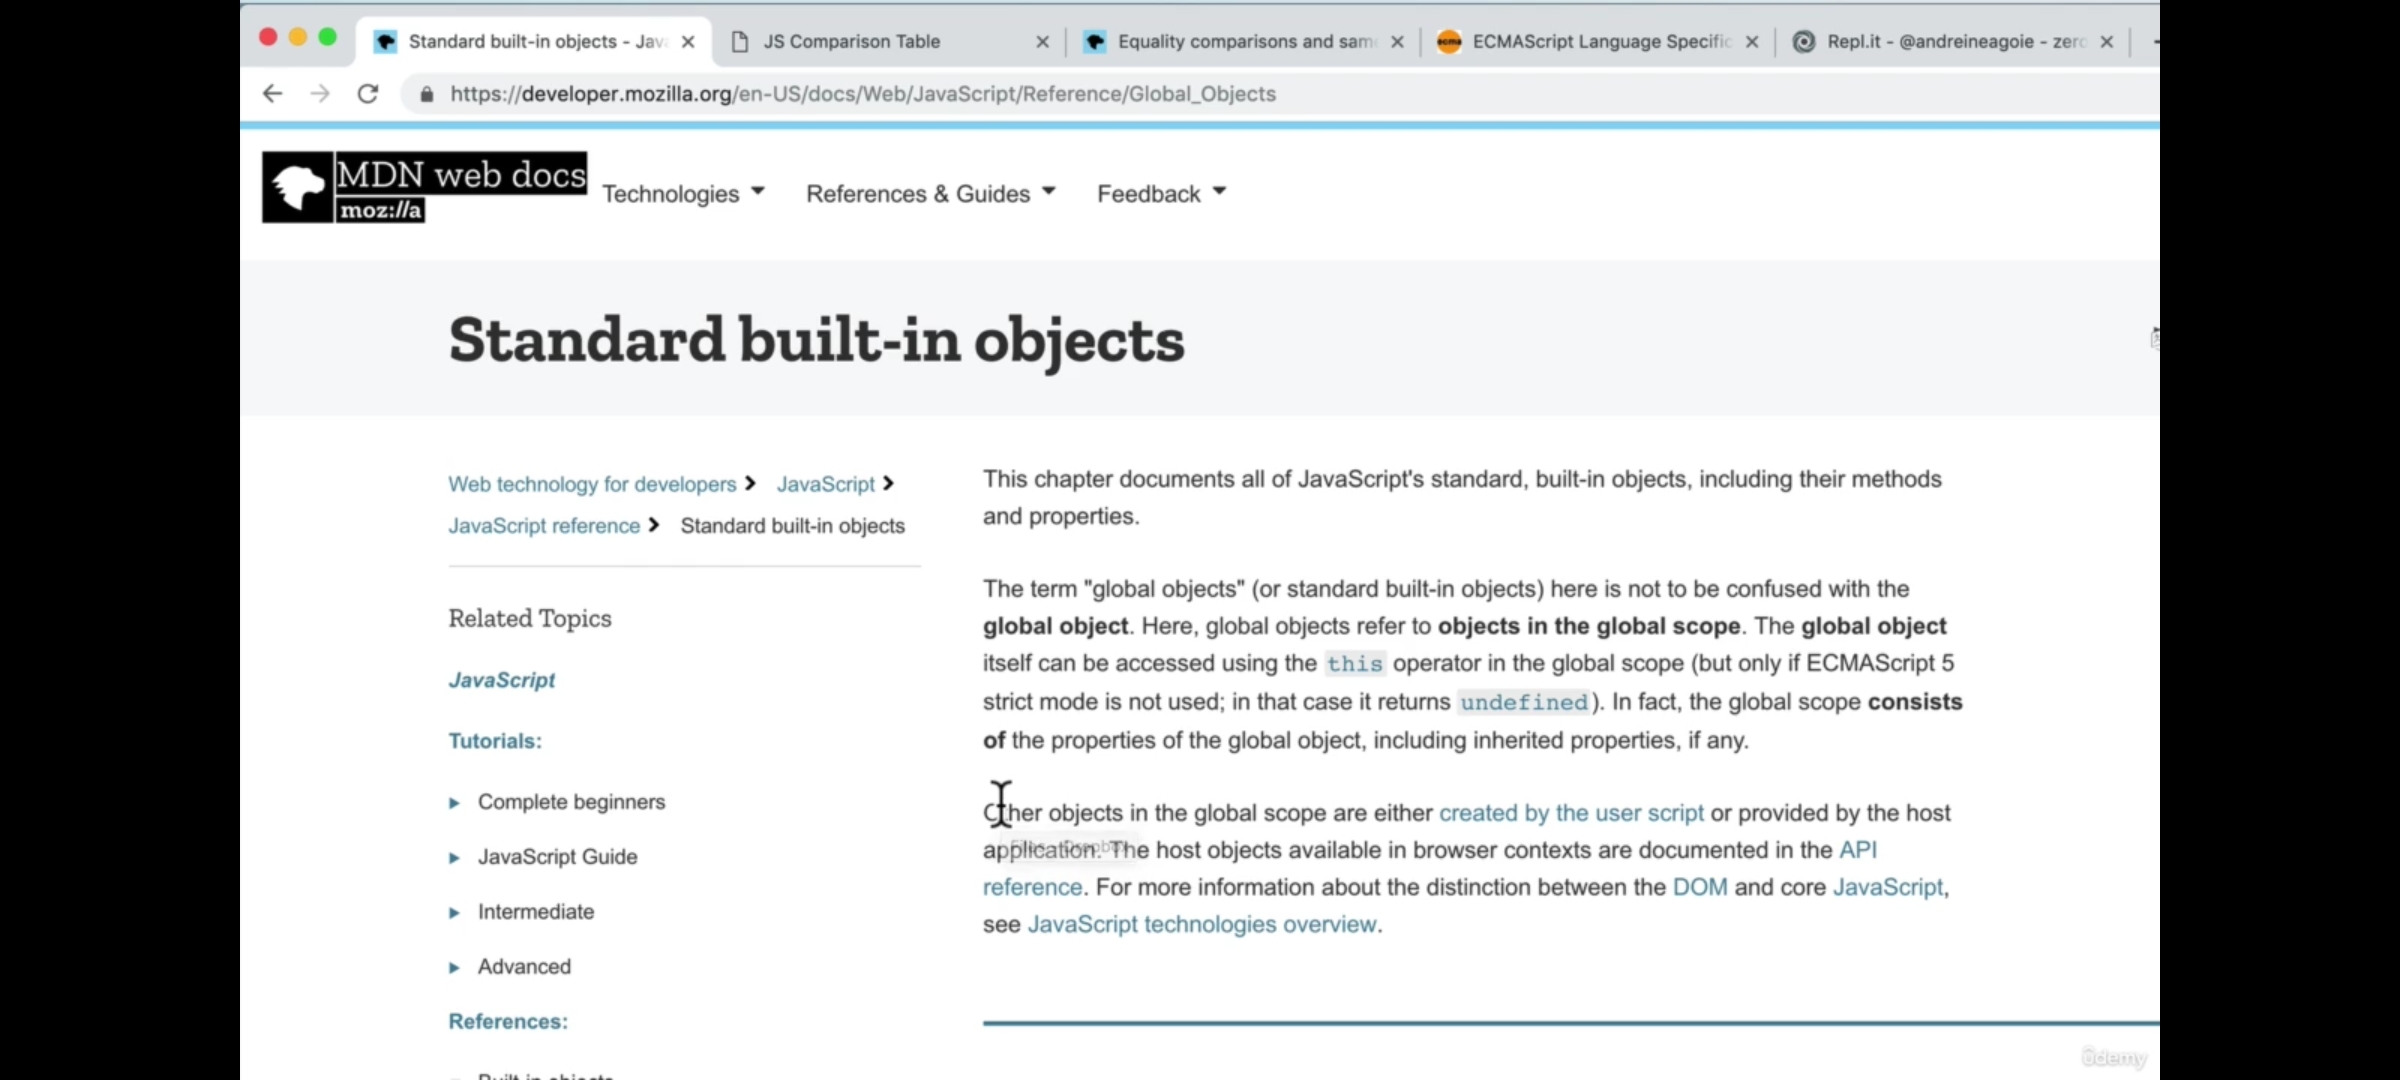 Standard built-in objects - Jav
JS Comparison Table
Equality comparisons and sam
ECMAScript Language Specific
Repl.it - @andreineagoie - zero
https://developer.mozilla.org/en-US/docs/Web/JavaScript/Reference/Global_Objects
MDN web docs
moz://a
Technologies
References & Guides
Feedback
Standard built-in objects
Web technology for developers > JavaScript >
JavaScript reference > Standard built-in objects
Related Topics
JavaScript
Tutorials:
Complete beginners
JavaScript Guide
Intermediate
Advanced
References:
Built-in objects
This chapter documents all of JavaScript's standard, built-in objects, including their methods
and properties.
The term "global objects" (or standard built-in objects) here is not to be confused with the
global object. Here, global objects refer to objects in the global scope. The global object
itself can be accessed using the this operator in the global scope (but only if ECMAScript 5
strict mode is not used; in that case it returns undefined). In fact, the global scope consists
of the properties of the global object, including inherited properties, if any.
Other objects in the global scope are either created by the user script or provided by the host
application. The host objects available in browser contexts are documented in the API
reference. For more information about the distinction between the DOM and core JavaScript,
see JavaScript technologies overview.
ûdemy